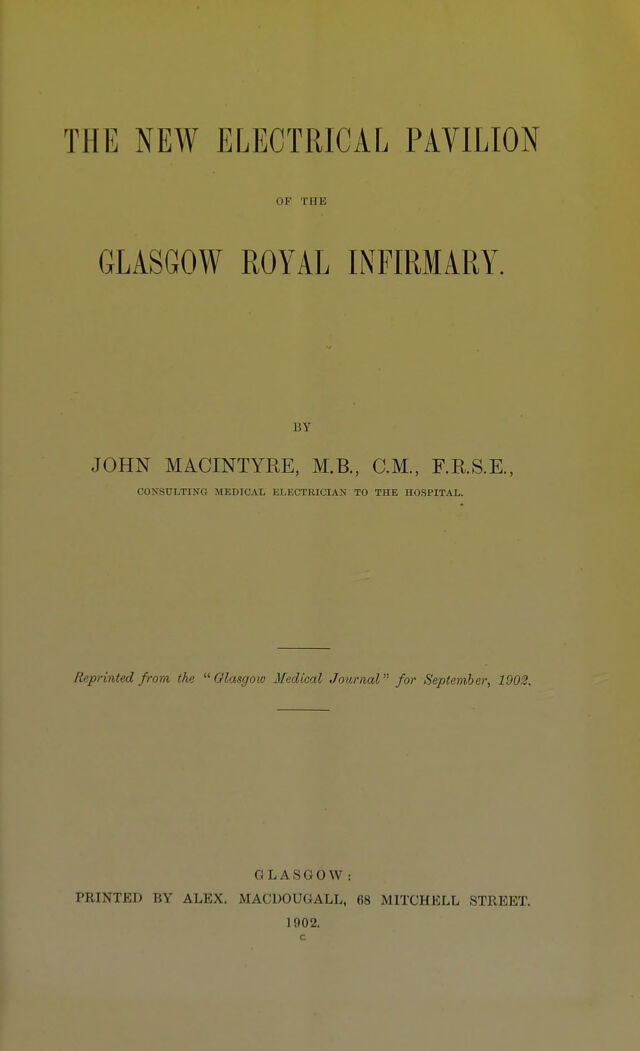 THE NEW ELECTRICAL PAVILION
OF THE
GLASGOW ROYAL INFIRMARY.
BY
JOHN MACINTYRE, M.B., C.M., F.R.S.E.,
CONSULTING MEDICAL ELECTRICIAN TO THE HOSPITAL.
Reprinted from the "Glasgow Medical Journal" for September, 1902.
GLASGOW:
PRINTED BY ALEX. MACDOUGALL, 68 MITCHELL STREET.
1902.
c